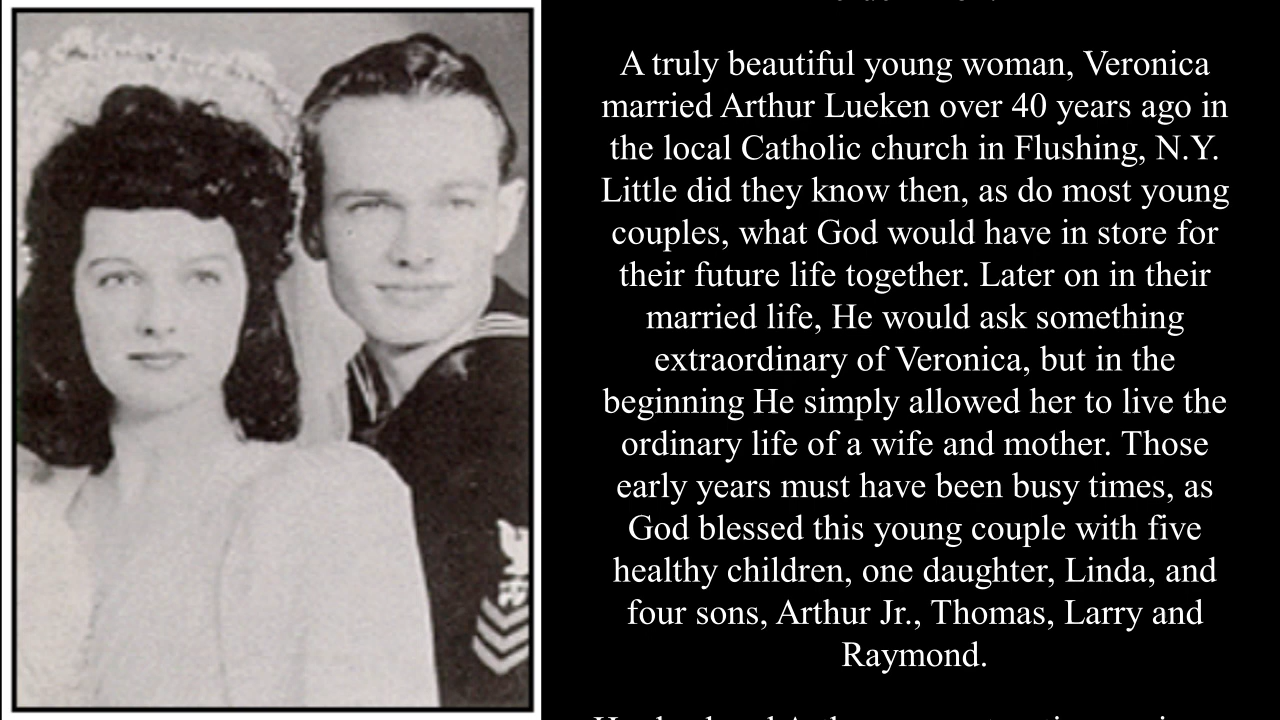 A truly beautiful young woman, Veronica
married Arthur Lueken over 40 years ago in
the local Catholic church in Flushing, N.Y.
Little did they know then, as do most young
couples, what God would have in store for
their future life together. Later on in their
married life, He would ask something
extraordinary of Veronica, but in the
beginning He simply allowed her to live the
ordinary life of a wife and mother. Those
early years must have been busy times, as
God blessed this young couple with five
healthy children, one daughter, Linda, and
four sons, Arthur Jr., Thomas, Larry and
Raymond.